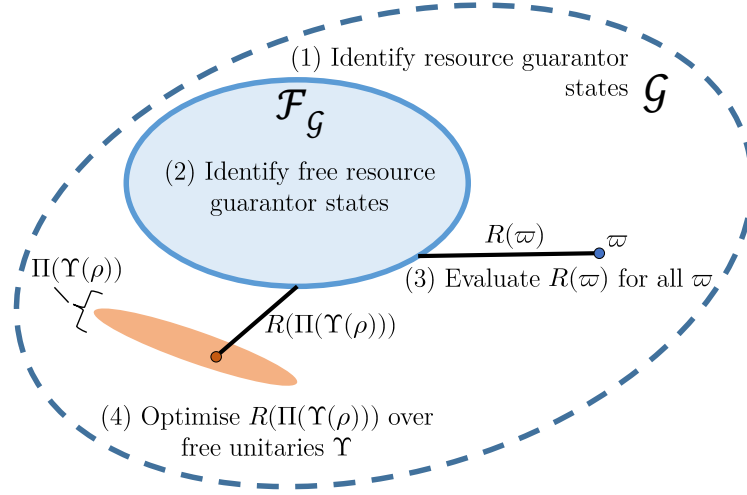 (1) Identify resource guarantor
states 𝒢
ℱ_𝒢
(2) Identify free resource
guarantor states
R(ϖ)
ϖ
(3) Evaluate R(ϖ) for all ϖ
Π(Υ(ρ))
R(Π(Υ(ρ)))
(4) Optimise R(Π(Υ(ρ))) over
free unitaries Υ